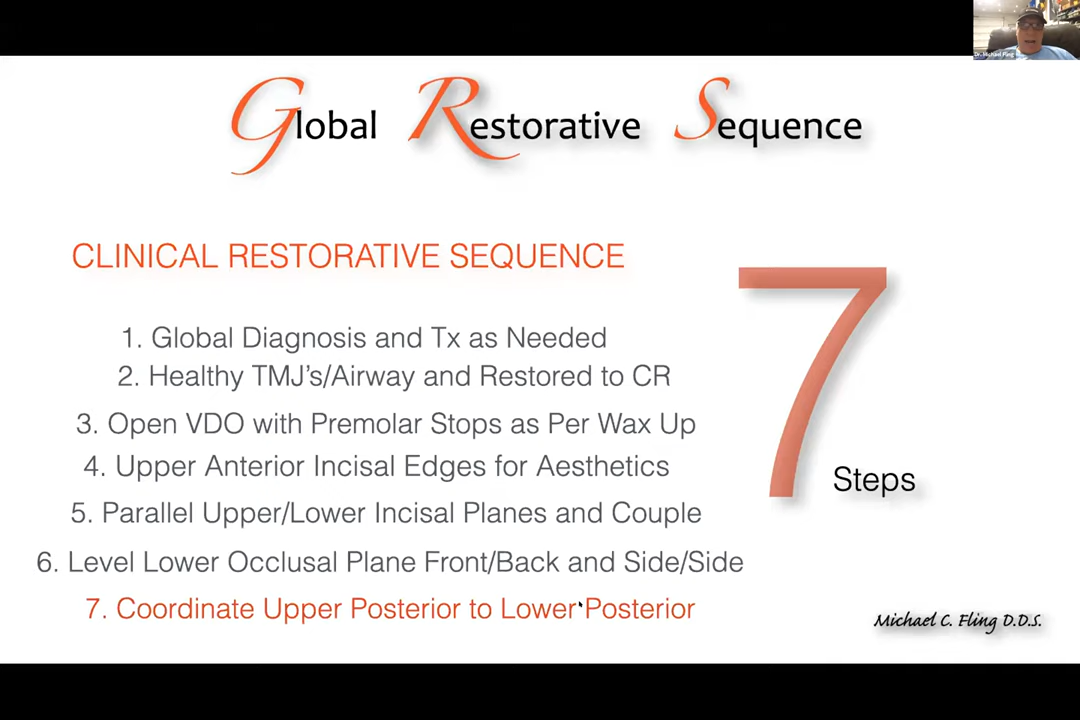 Dr. Michael Fling
Global Restorative Sequence
CLINICAL RESTORATIVE SEQUENCE
1. Global Diagnosis and Tx as Needed
2. Healthy TMJ's/Airway and Restored to CR
3. Open VDO with Premolar Stops as Per Wax Up
4. Upper Anterior Incisal Edges for Aesthetics
5. Parallel Upper/Lower Incisal Planes and Couple
6. Level Lower Occlusal Plane Front/Back and Side/Side
7. Coordinate Upper Posterior to Lower Posterior
7
Steps
Michael C. Fling D.D.S.